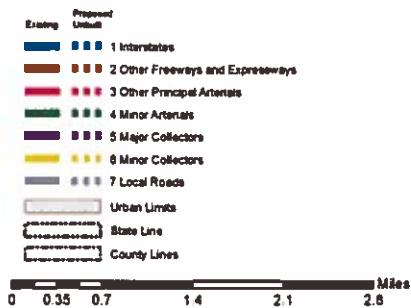 Existing Proposed Unbuilt
1 Interstates
2 Other Freeways and Expressways
3 Other Principal Arterials
4 Minor Arterials
5 Major Collectors
6 Minor Collectors
7 Local Roads
Urban Limits
State Line
County Lines
Miles
0 0.35 0.7 1.4 2.1 2.8